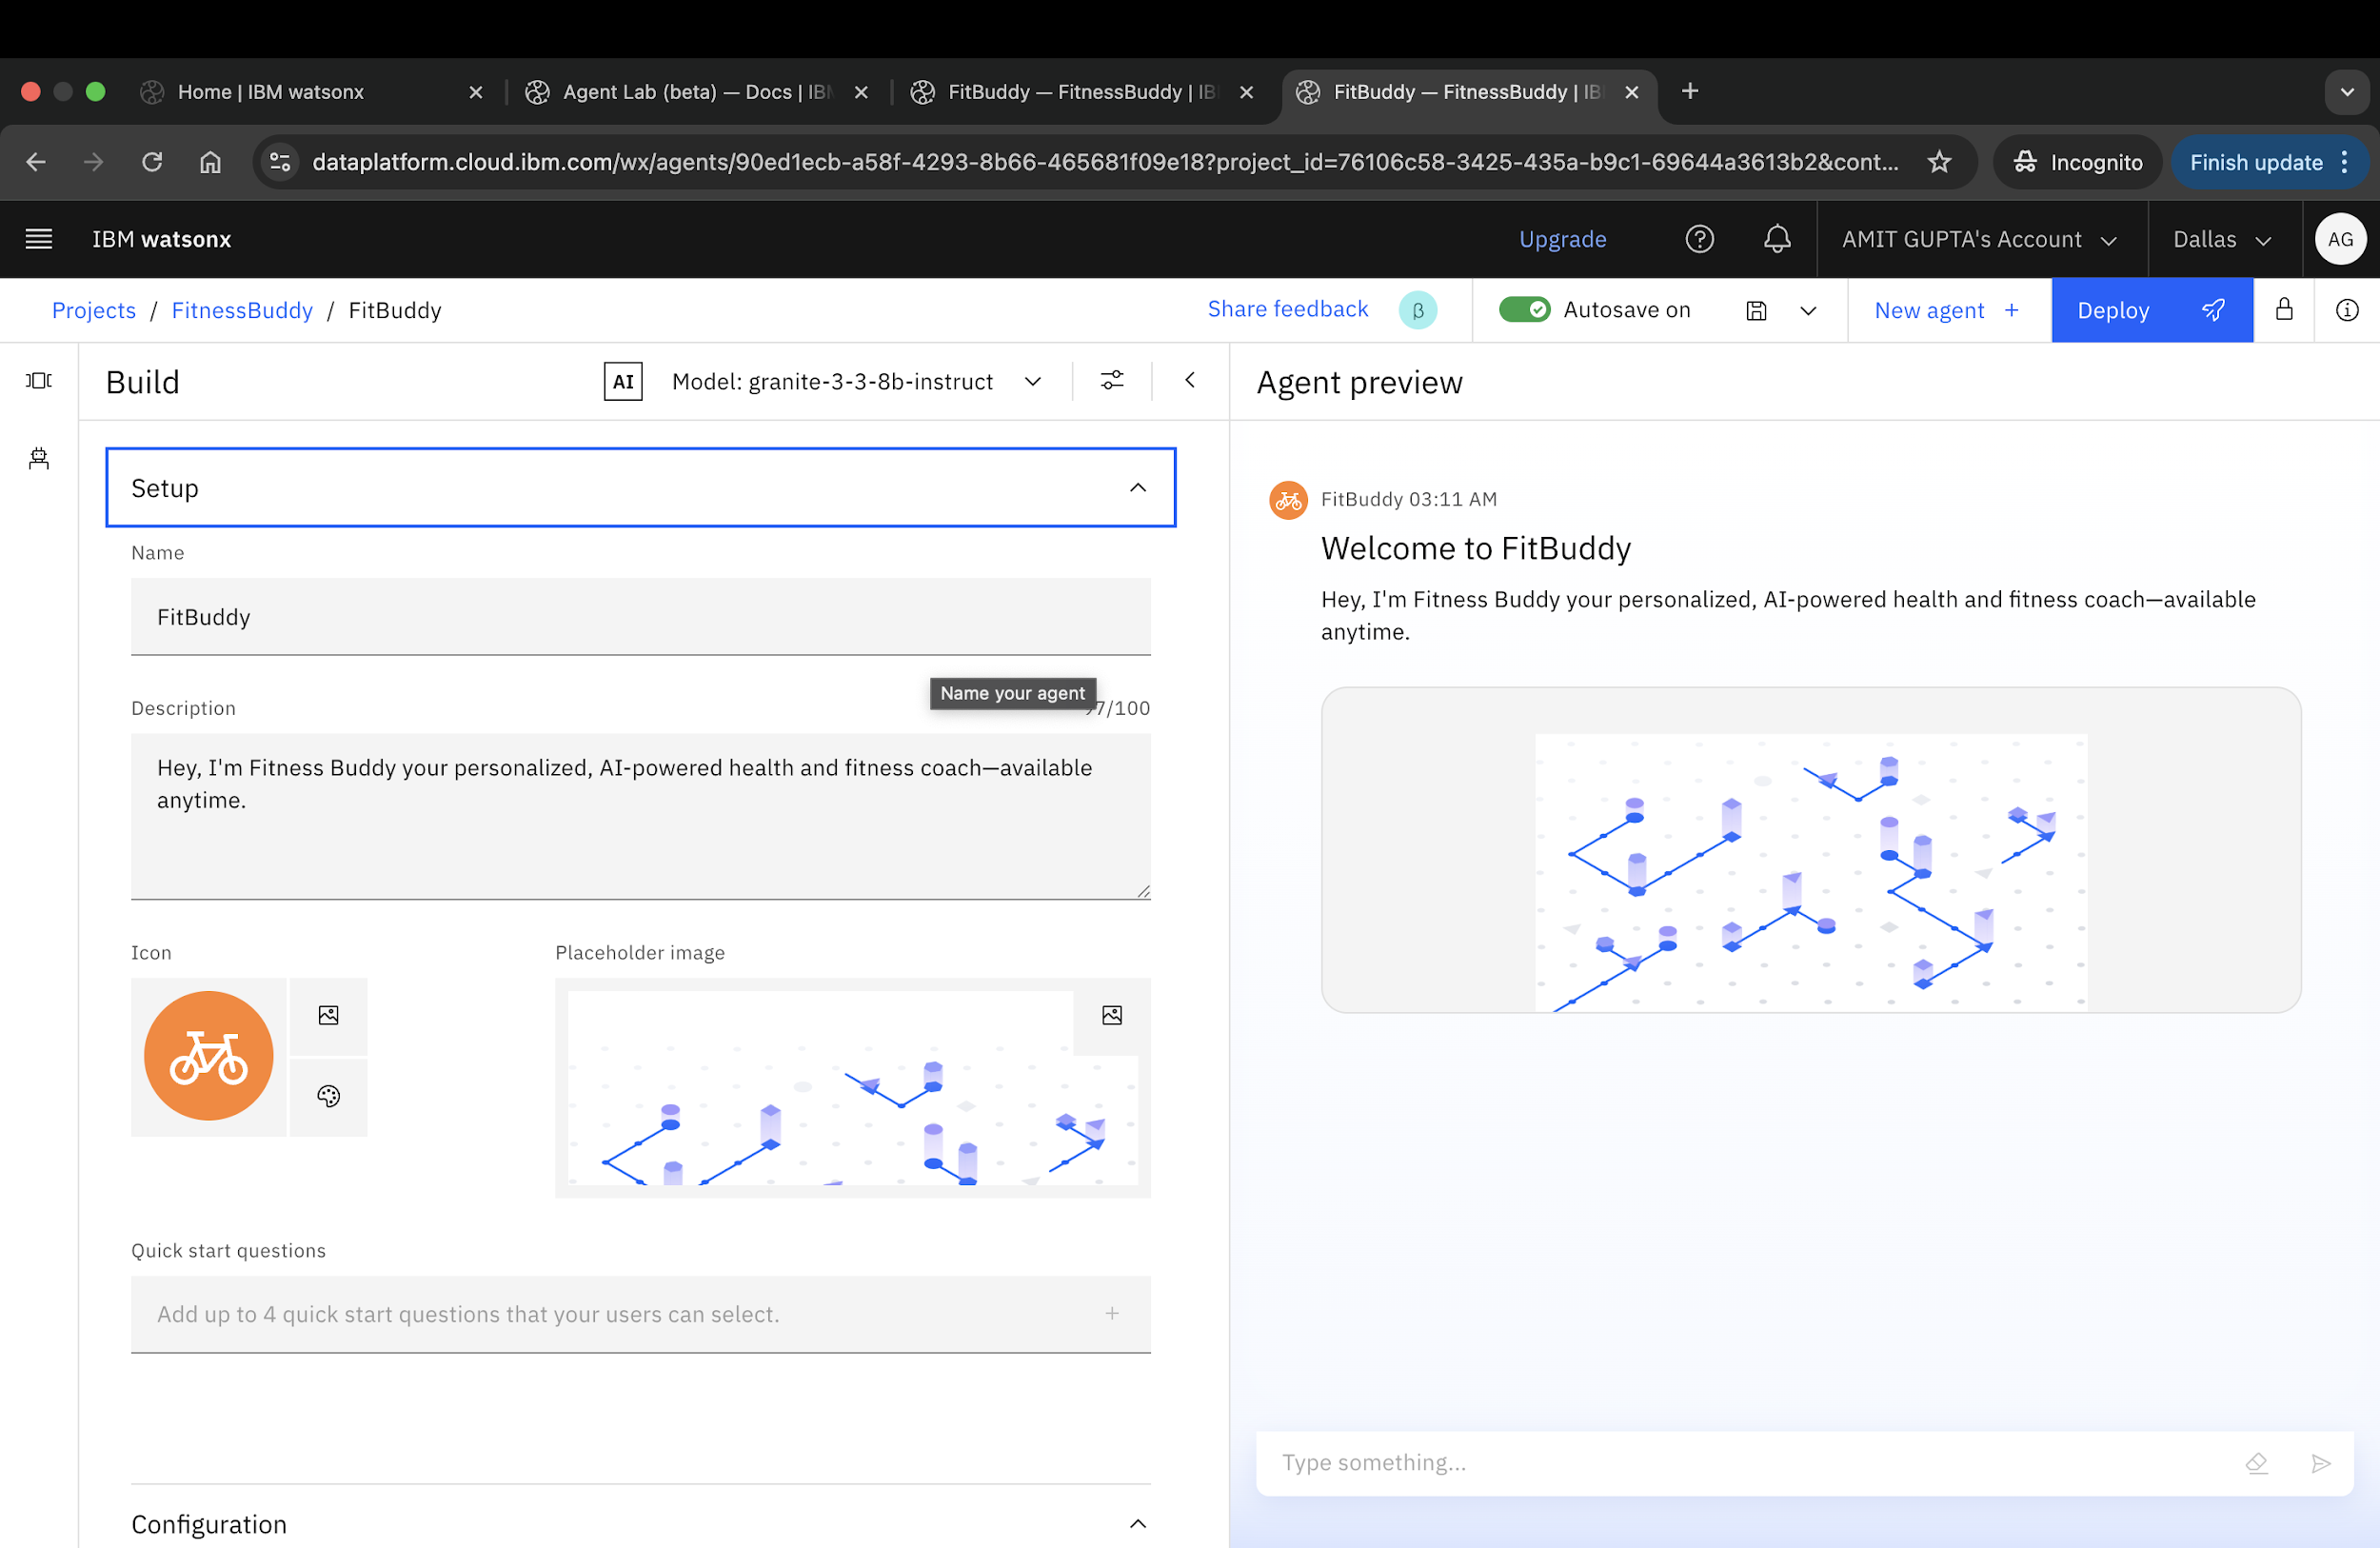 Home | IBM watsonx
Agent Lab (beta) — Docs | IBM
FitBuddy — FitnessBuddy | IB
FitBuddy — FitnessBuddy | IB
dataplatform.cloud.ibm.com/wx/agents/90ed1ecb-a58f-4293-8b66-465681f09e18?project_id=76106c58-3425-435a-b9c1-69644a3613b2&cont...
Incognito
Finish update
IBM watsonx
Upgrade
AMIT GUPTA's Account
Dallas
AG
Projects / FitnessBuddy / FitBuddy
Share feedback
β
Autosave on
New agent +
Deploy
Build
AI
Model: granite-3-3-8b-instruct
Agent preview
Setup
Name
FitBuddy
Name your agent
Description
7/100
Hey, I'm Fitness Buddy your personalized, AI-powered health and fitness coach—available
anytime.
Icon
Placeholder image
Quick start questions
Add up to 4 quick start questions that your users can select.
Configuration
FitBuddy 03:11 AM
Welcome to FitBuddy
Hey, I'm Fitness Buddy your personalized, AI-powered health and fitness coach—available
anytime.
Type something...